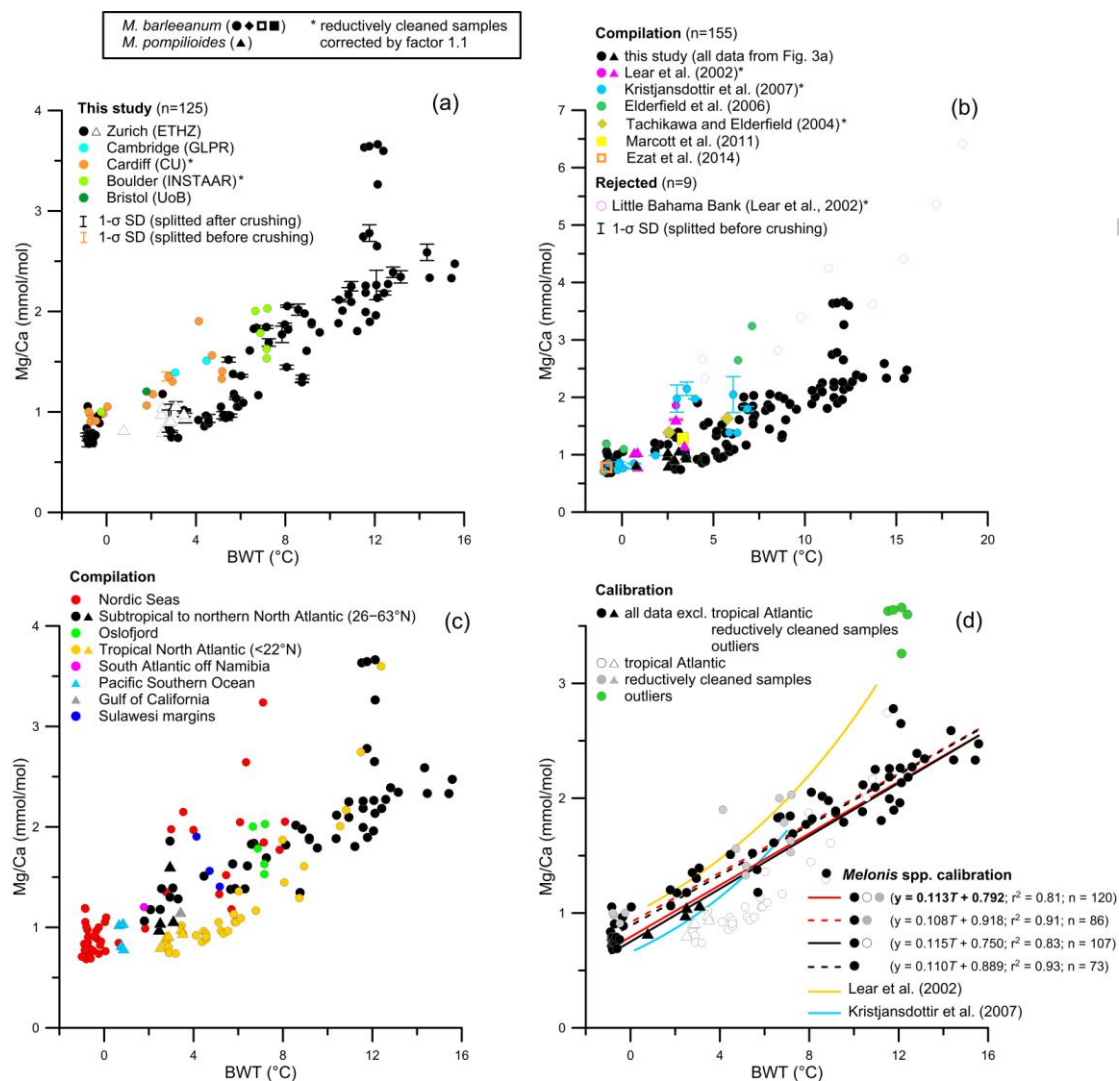 M. barleeanum (●◆□■) * reductively cleaned samples
M. pompilioides (▲) corrected by factor 1.1
(a)
This study (n=125)
Zurich (ETHZ)
Cambridge (GLPR)
Cardiff (CU)*
Boulder (INSTAAR)*
Bristol (UoB)
1-σ SD (splitted after crushing)
1-σ SD (splitted before crushing)
Mg/Ca (mmol/mol)
4
3
2
1
0
0 4 8 12 16
BWT (°C)
(b)
Compilation (n=155)
this study (all data from Fig. 3a)
Lear et al. (2002)*
Kristjansdottir et al. (2007)*
Elderfield et al. (2006)
Tachikawa and Elderfield (2004)*
Marcott et al. (2011)
Ezat et al. (2014)
Rejected (n=9)
Little Bahama Bank (Lear et al., 2002)*
1-σ SD (splitted before crushing)
Mg/Ca (mmol/mol)
7
6
5
4
3
2
1
0
0 5 10 15 20
BWT (°C)
(c)
Compilation
Nordic Seas
Subtropical to northern North Atlantic (26−63°N)
Oslofjord
Tropical North Atlantic (<22°N)
South Atlantic off Namibia
Pacific Southern Ocean
Gulf of California
Sulawesi margins
Mg/Ca (mmol/mol)
4
3
2
1
0
0 4 8 12 16
BWT (°C)
(d)
Calibration
all data excl. tropical Atlantic
reductively cleaned samples
outliers
tropical Atlantic
reductively cleaned samples
outliers
Mg/Ca (mmol/mol)
4
3
2
1
0
Melonis spp. calibration
(y = 0.113T + 0.792; r² = 0.81; n = 120)
(y = 0.108T + 0.918; r² = 0.91; n = 86)
(y = 0.115T + 0.750; r² = 0.83; n = 107)
(y = 0.110T + 0.889; r² = 0.93; n = 73)
Lear et al. (2002)
Kristjansdottir et al. (2007)
0 4 8 12 16
BWT (°C)